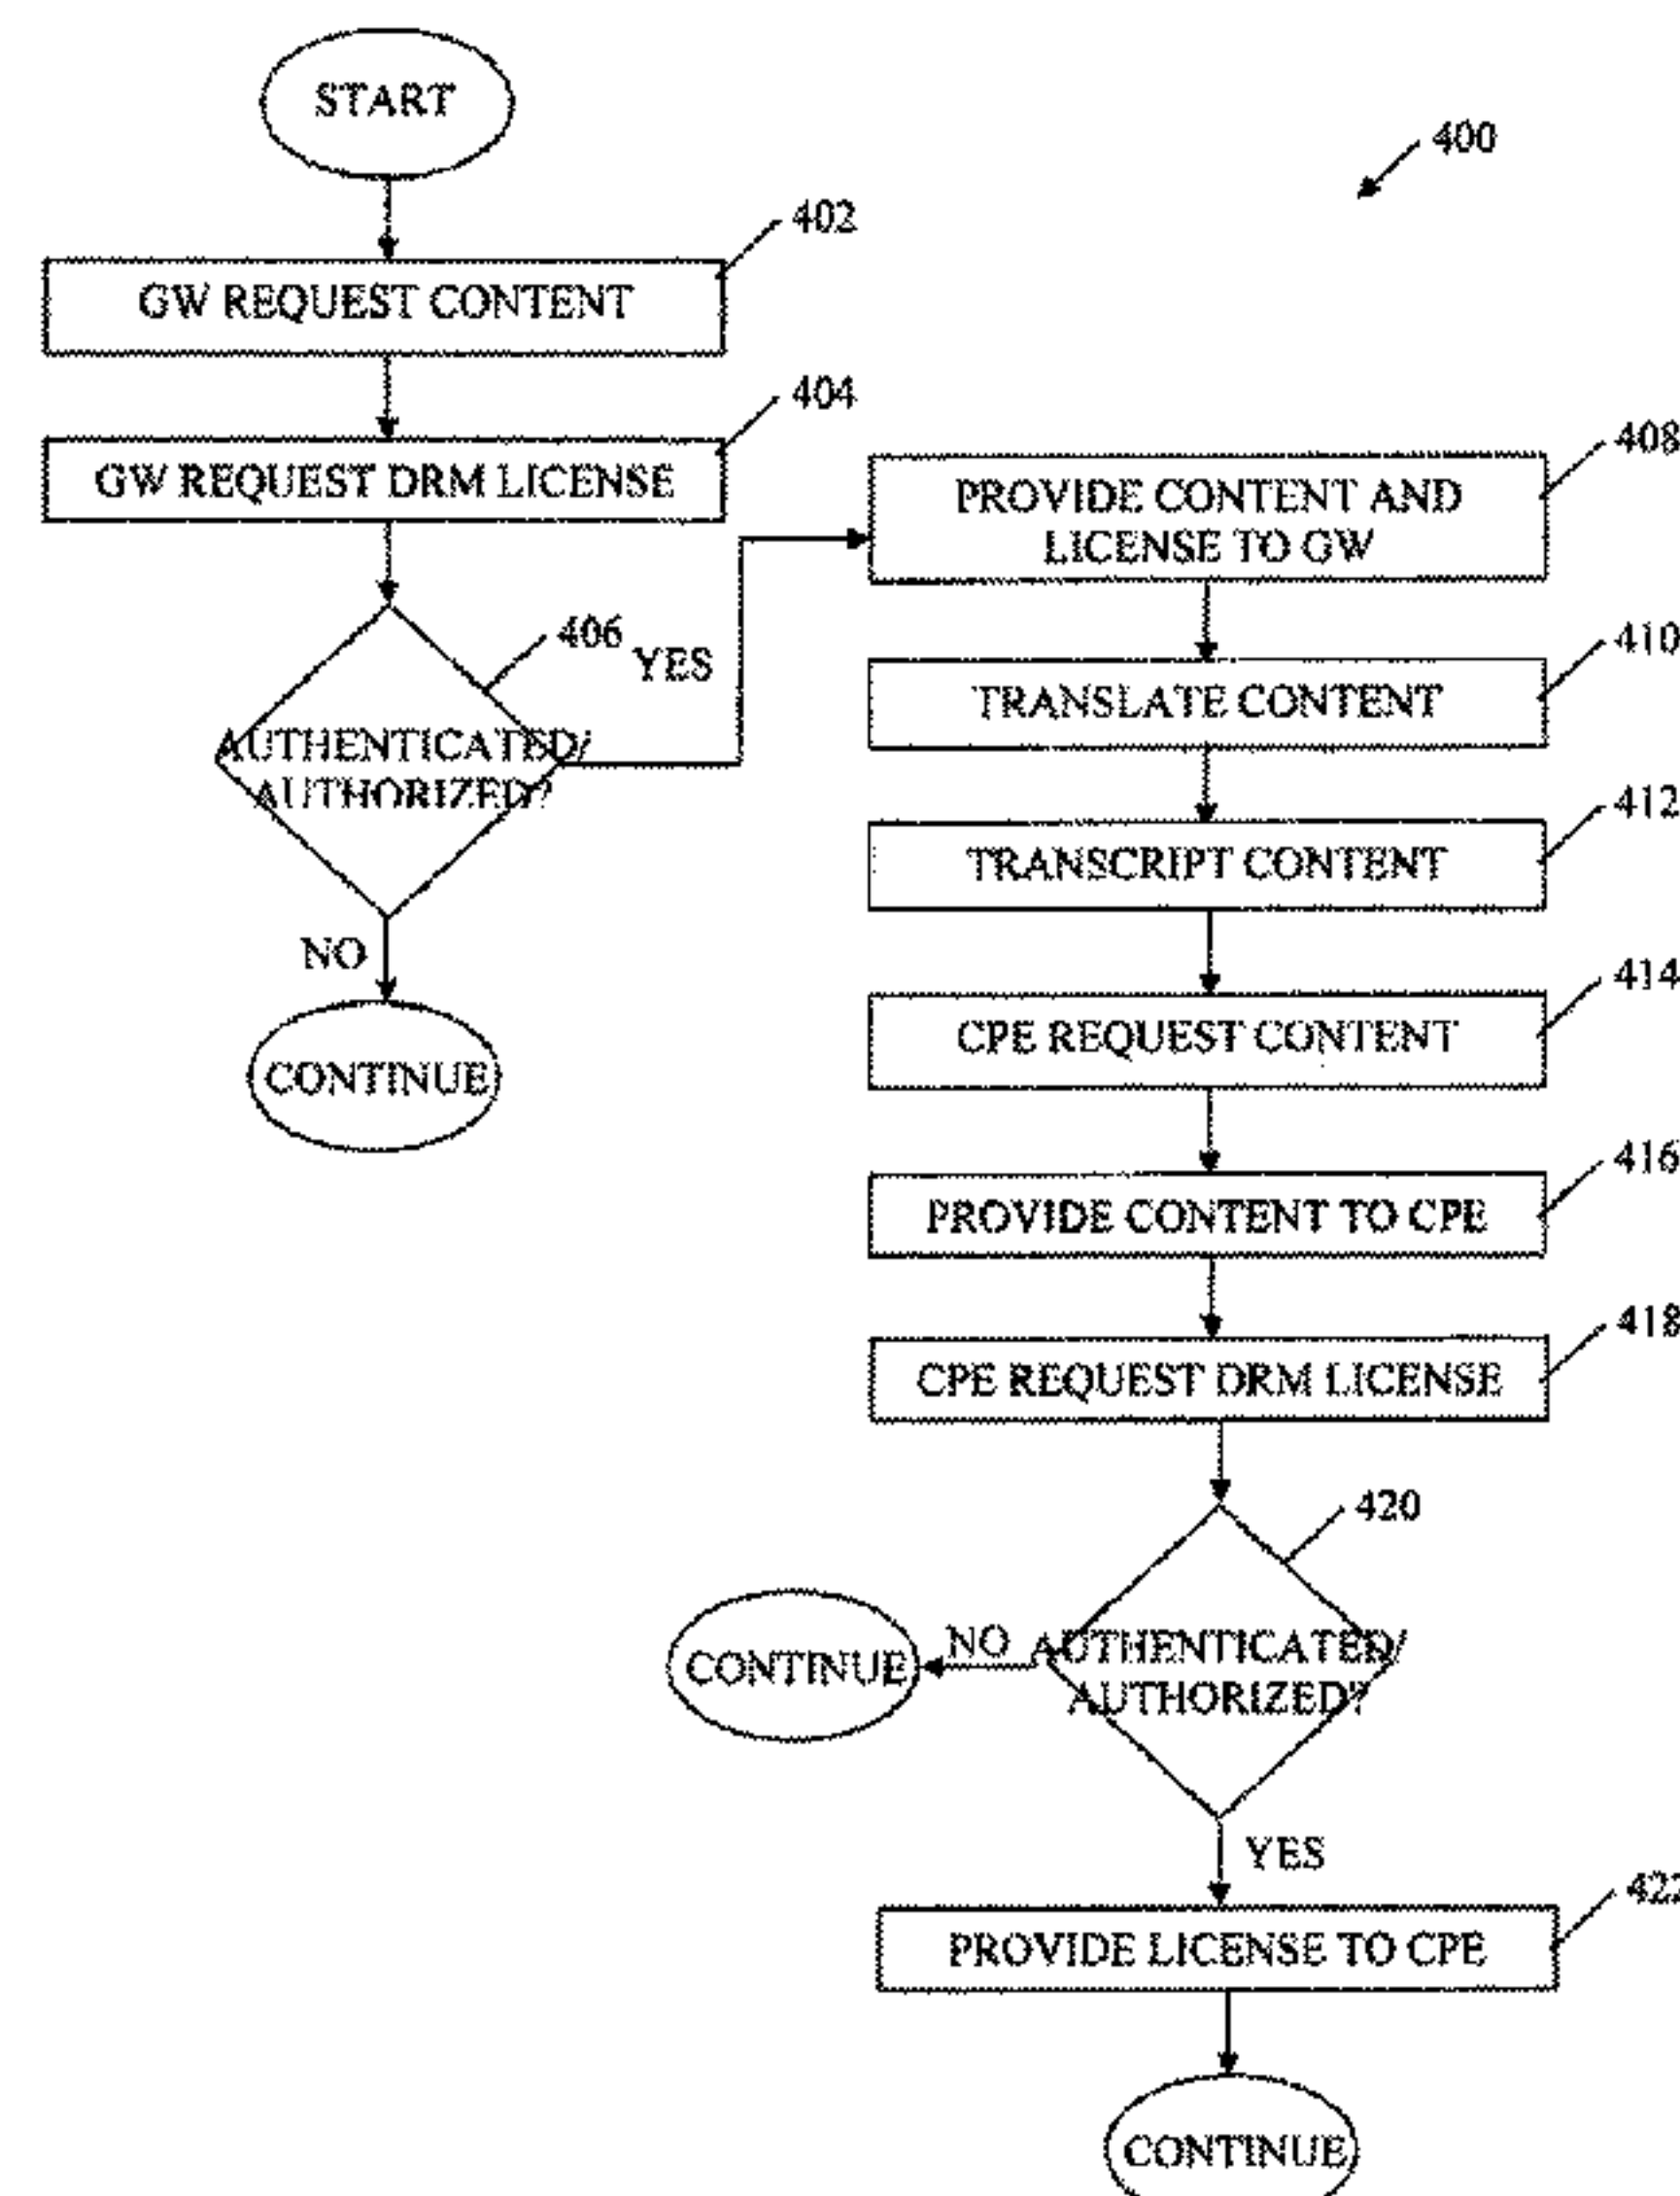 START
400
402
GW REQUEST CONTENT
404
GW REQUEST DRM LICENSE
406
YES
AUTHENTICATED/
AUTHORIZED?
NO
CONTINUE
408
PROVIDE CONTENT AND
LICENSE TO GW
410
TRANSLATE CONTENT
412
TRANSCRIPT CONTENT
414
CPE REQUEST CONTENT
416
PROVIDE CONTENT TO CPE
418
CPE REQUEST DRM LICENSE
420
AUTHENTICATED/
AUTHORIZED?
NO
CONTINUE
YES
422
PROVIDE LICENSE TO CPE
CONTINUE